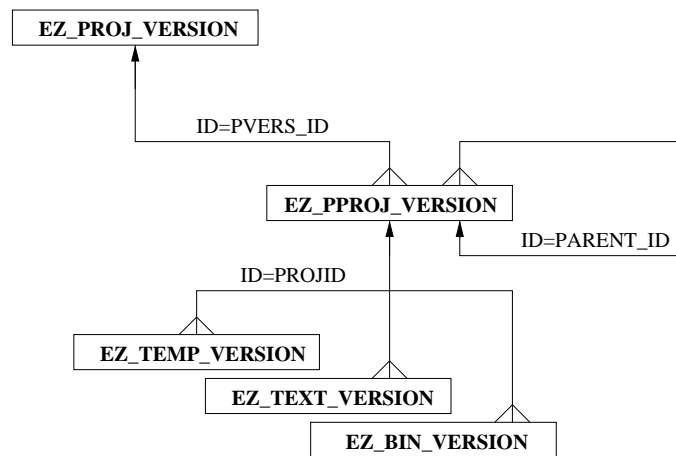 EZ_PROJ_VERSION
ID=PVERS_ID
EZ_PPROJ_VERSION
ID=PARENT_ID
ID=PROJID
EZ_TEMP_VERSION
EZ_TEXT_VERSION
EZ_BIN_VERSION